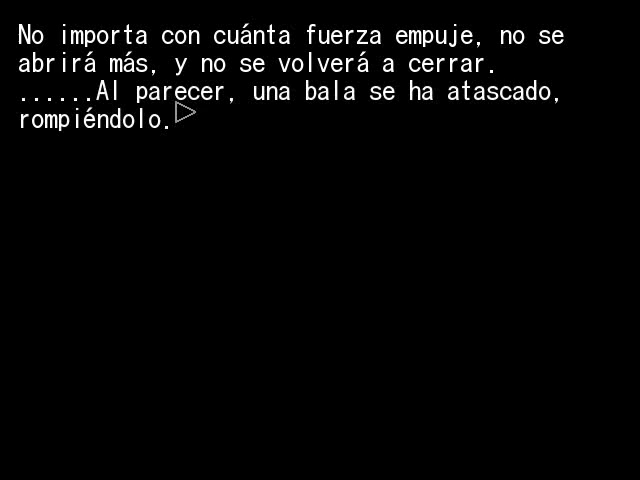 No importa con cuánta fuerza empuje, no se
abrirá más, y no se volverá a cerrar.
......Al parecer, una bala se ha atascado,
rompiéndolo.